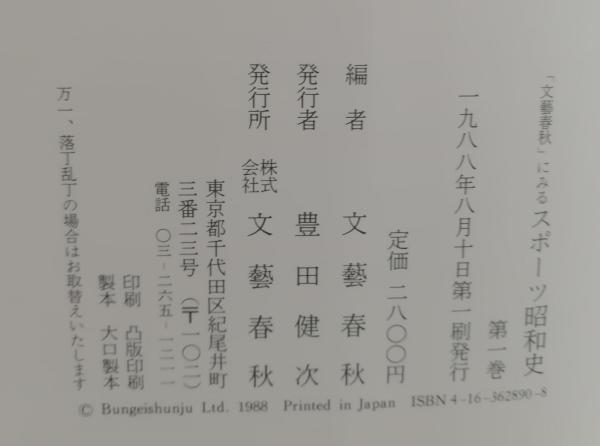 「文藝春秋」にみるスポーツ昭和史
第一巻
一九八八年八月十日第一刷発行
定価 二八〇〇円
編者 文藝春秋
発行者 豊田健次
発行所 株式会社 文藝春秋
東京都千代田区紀尾井町
三番二三号（〒一〇二）
電話 〇三－二六五－一二一一
印刷 凸版印刷
製本 大口製本
万一、落丁乱丁の場合はお取替えいたします
© Bungeishunju Ltd. 1988 Printed in Japan ISBN4-16-362890-8